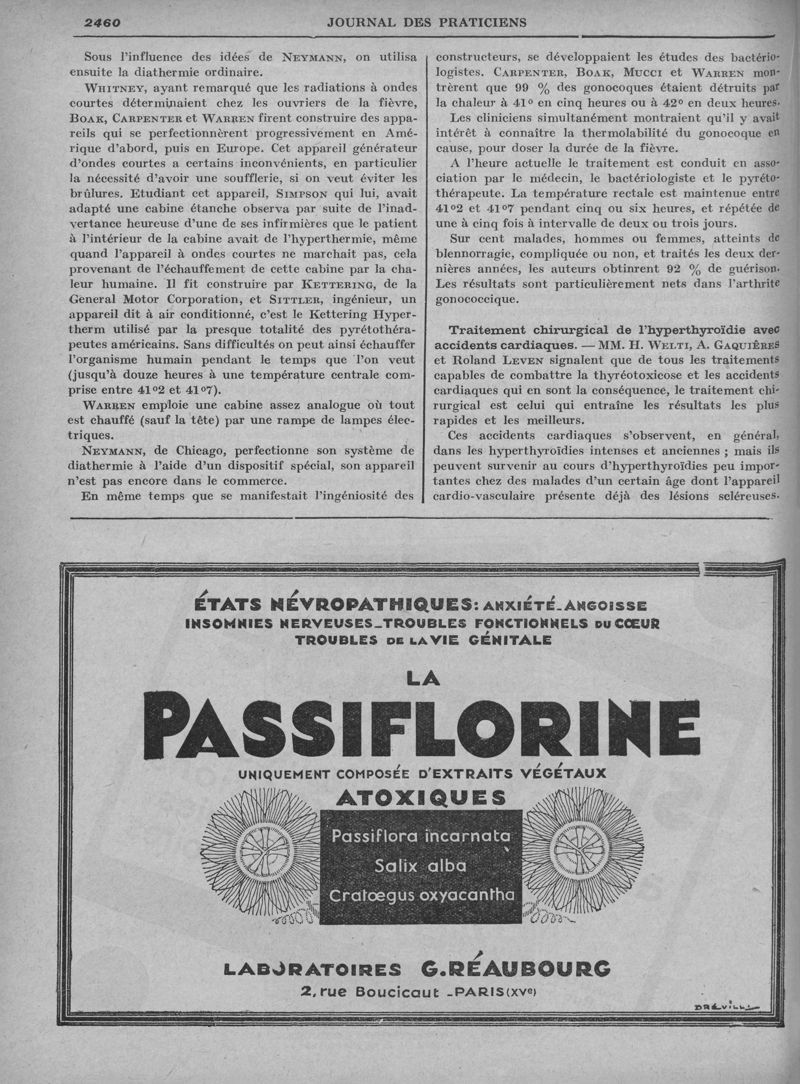 2460
JOURNAL DES PRATICIENS
Sous l'influence des idées de NEYMANN, on utilisa
ensuite la diathermie ordinaire.
WHITNEY, ayant remarqué que les radiations à ondes
courtes déterminaient chez les ouvriers de la fièvre,
BOAK, CARPENTER et WARREN firent construire des appa-
reils qui se perfectionnèrent progressivement en Amé-
rique d'abord, puis en Europe. Cet appareil générateur
d'ondes courtes a certains inconvénients, en particulier
la nécessité d'avoir une soufflerie, si on veut éviter les
brûlures. Etudiant cet appareil, SIMPSON qui lui, avait
adapté une cabine étanche observa par suite de l'inad-
vertance heureuse d'une de ses infirmières que le patient
à l'intérieur de la cabine avait de l'hyperthermie, même
quand l'appareil à ondes courtes ne marchait pas, cela
provenant de l'échauffement de cette cabine par la cha-
leur humaine. Il fit construire par KETTERING, de la
General Motor Corporation, et SITTLER, ingénieur, un
appareil dit à air conditionné, c'est le Kettering Hyper-
therm utilisé par la presque totalité des pyrétothéra-
peutes américains. Sans difficultés on peut ainsi échauffer
l'organisme humain pendant le temps que l'on veut
(jusqu'à douze heures à une température centrale com-
prise entre 41°2 et 41°7).
WARREN emploie une cabine assez analogue où tout
est chauffé (sauf la tête) par une rampe de lampes élec-
triques.
NEYMANN, de Chicago, perfectionne son système de
diathermie à l'aide d'un dispositif spécial, son appareil
n'est pas encore dans le commerce.
En même temps que se manifestait l'ingéniosité des
constructeurs, se développaient les études des bactério-
logistes. CARPENTER, BOAK, MUCCI et WARREN mon-
trèrent que 99 % des gonocoques étaient détruits par
la chaleur à 41° en cinq heures ou à 42° en deux heures.
Les cliniciens simultanément montraient qu'il y avait
intérêt à connaître la thermolabilité du gonocoque en
cause, pour doser la durée de la fièvre.
A l'heure actuelle le traitement est conduit en asso-
ciation par le médecin, le bactériologiste et le pyréto-
thérapeute. La température rectale est maintenue entre
41°2 et 41°7 pendant cinq ou six heures, et répétée de
une à cinq fois à intervalle de deux ou trois jours.
Sur cent malades, hommes ou femmes, atteints de
blennorragie, compliquée ou non, et traités les deux der-
nières années, les auteurs obtinrent 92 % de guérison.
Les résultats sont particulièrement nets dans l'arthrite
gonococcique.
Traitement chirurgical de l'hyperthyroïdie avec
accidents cardiaques. — MM. H. WELTI, A. GAQUIÈRES
et Roland LEVEN signalent que de tous les traitements
capables de combattre la thyréotoxicose et les accidents
cardiaques qui en sont la conséquence, le traitement chi-
rurgical est celui qui entraîne les résultats les plus
rapides et les meilleurs.
Ces accidents cardiaques s'observent, en général,
dans les hyperthyroïdies intenses et anciennes ; mais ils
peuvent survenir au cours d'hyperthyroïdies peu impor-
tantes chez des malades d'un certain âge dont l'appareil
cardio-vasculaire présente déjà des lésions scléreuses.
ÉTATS NÉVROPATHIQUES: ANXIÉTÉ-ANGOISSE
INSOMNIES NERVEUSES-TROUBLES FONCTIONNELS DU CŒUR
TROUBLES DE LA VIE GÉNITALE
LA
PASSIFLORINE
UNIQUEMENT COMPOSÉE D'EXTRAITS VÉGÉTAUX
ATOXIQUES
Passiflora incarnata
Salix alba
Cratœgus oxyacantha
LABORATOIRES G. RÉAUBOURG
2, rue Boucicaut - PARIS (XVe)